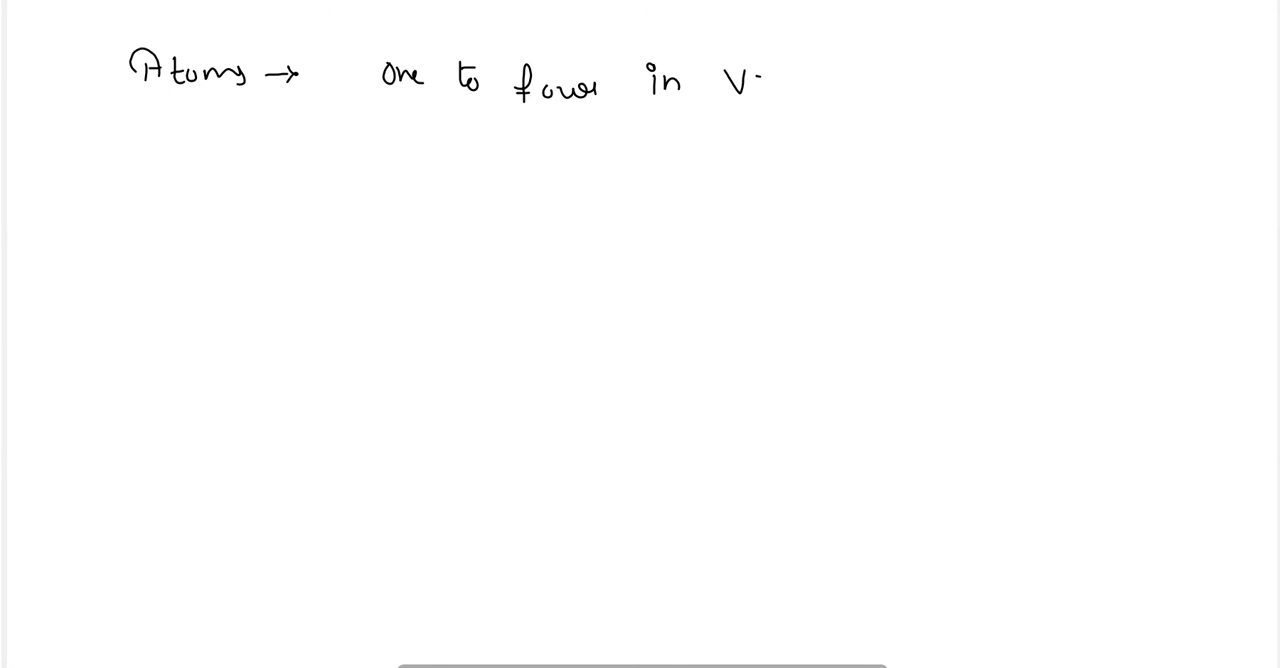 Atoms → one to four in v.